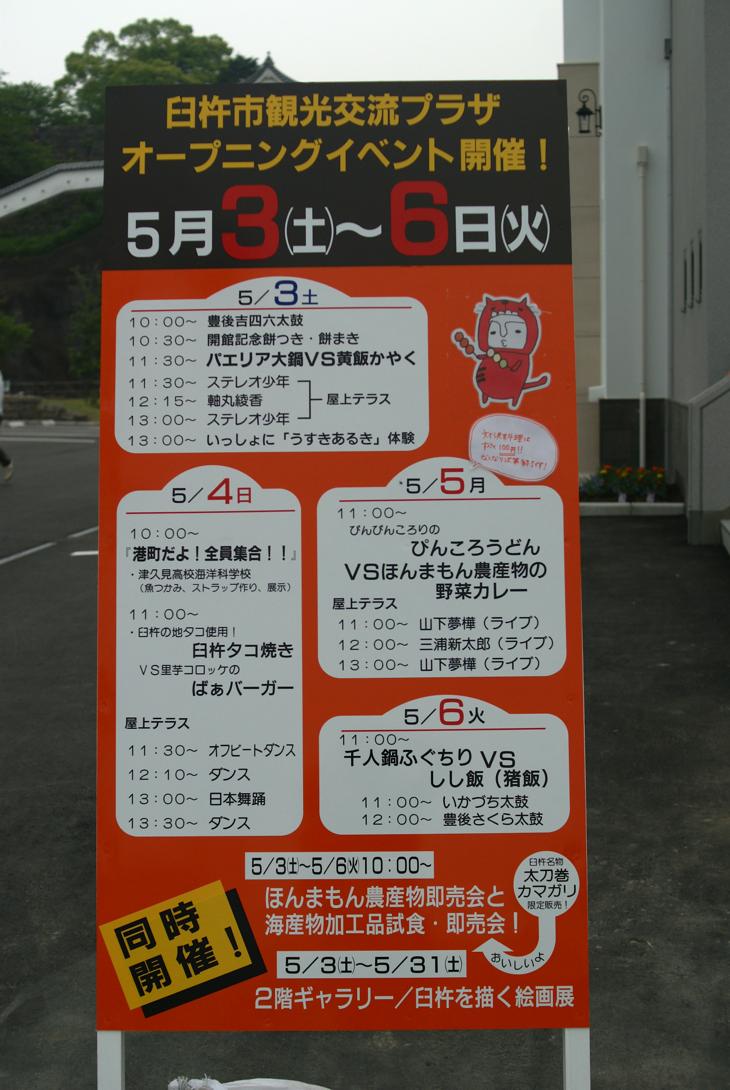 臼杵市観光交流プラザ
オープニングイベント開催！
5月3㈯〜6日㈫
5／3土
10：00〜 豊後吉四六太鼓
10：30〜 開館記念餅つき・餅まき
11：30〜 パエリア大鍋VS黄飯かやく
11：30〜 ステレオ少年
12：15〜 軸丸綾香
屋上テラス
13：00〜 ステレオ少年
13：00〜 いっしょに「うすきあるき」体験
5／4日
10：00〜
『港町だよ！全員集合！！』
・津久見高校海洋科学校
（魚つかみ、ストラップ作り、展示）
11：00〜
・臼杵の地タコ使用！
臼杵タコ焼き
VS里芋コロッケの
ばぁバーガー
屋上テラス
11：30〜 オフビートダンス
12：10〜 ダンス
13：00〜 日本舞踊
13：30〜 ダンス
5／5月
11：00〜
ぴんぴんころりの
ぴんころうどん
VSほんまもん農産物の
野菜カレー
屋上テラス
11：00〜 山下夢樺（ライブ）
12：00〜 三浦新太郎（ライブ）
13：00〜 山下夢樺（ライブ）
5／6火
11：00〜
千人鍋ふぐちり VS
しし飯（猪飯）
11：00〜 いかづち太鼓
12：00〜 豊後さくら太鼓
同時
開催！
5／3㈯〜5／6㈫10：00〜
ほんまもん農産物即売会と
海産物加工品試食・即売会！
臼杵名物
太刀巻
カマガリ
限定販売！
おいしいよ
5／3㈯〜5／31㈯
2階ギャラリー／臼杵を描く絵画展